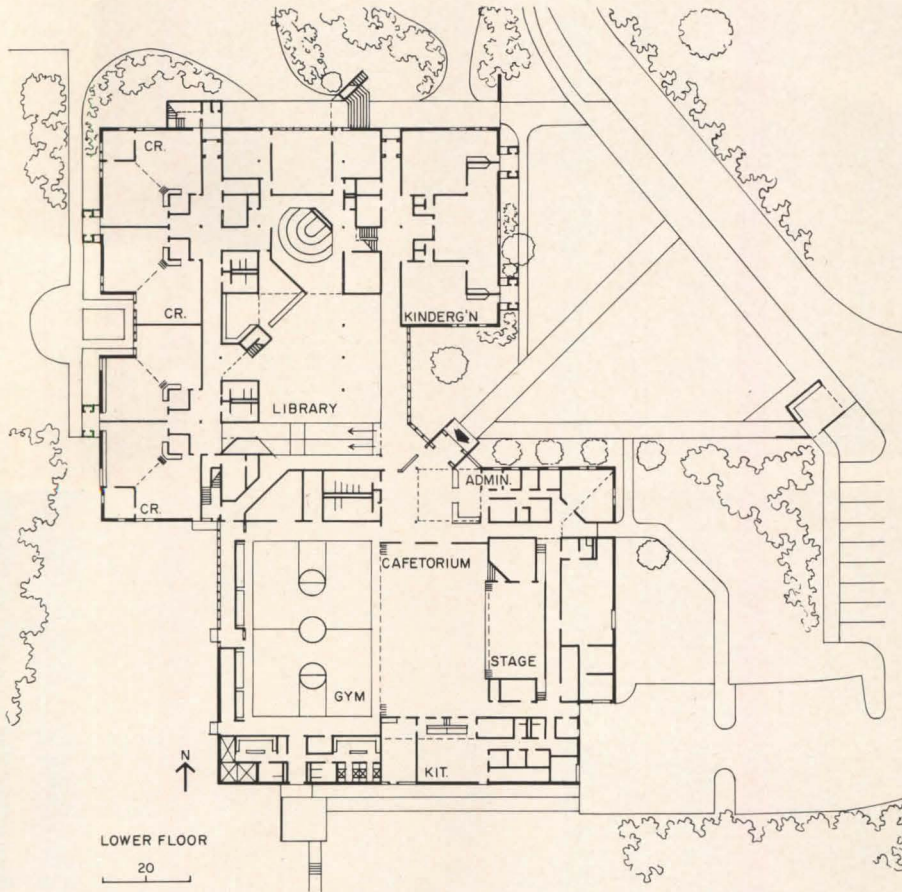 CR.
CR.
KINDERG'N
LIBRARY
ADMIN.
CR.
CAFETORIUM
STAGE
GYM
N
KIT.
LOWER FLOOR
20